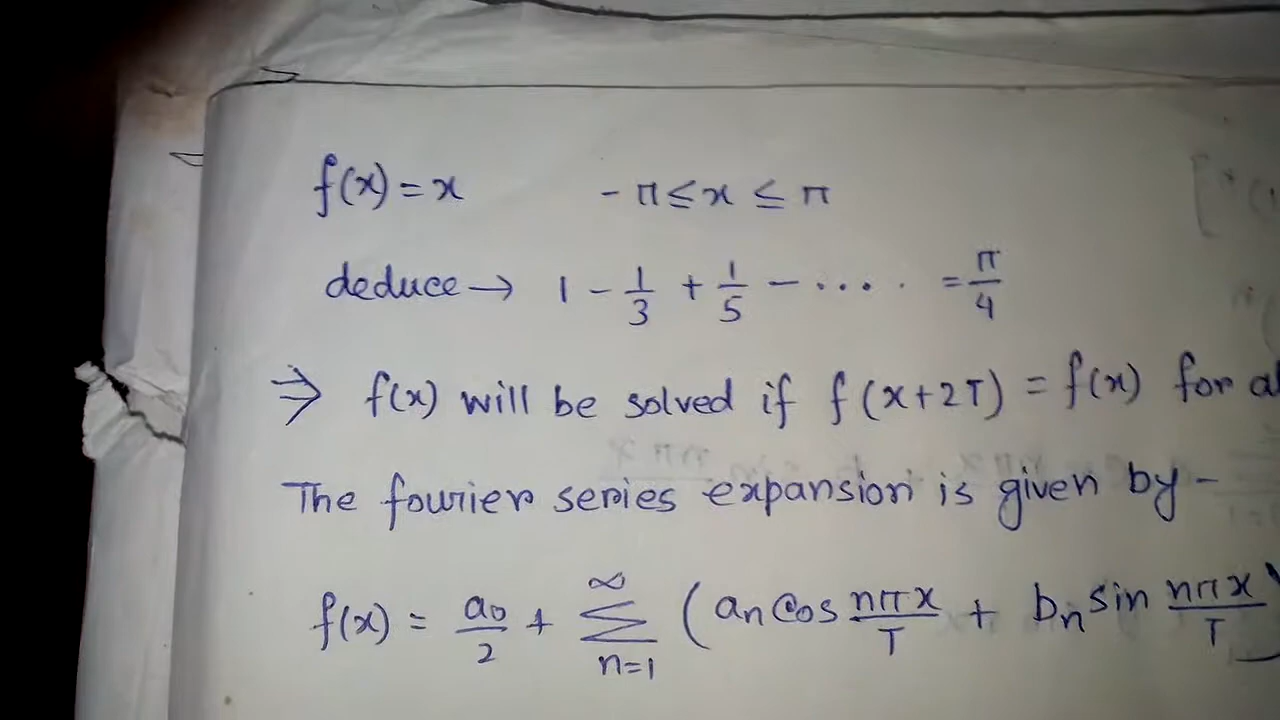 f(x) = x -π ≤ x ≤ π
deduce → 1 - 1/3 + 1/5 - ..... = π/4
⇒ f(x) will be solved if f(x+2T) = f(x) for
The fourier series expansion is given by -
f(x) = a₀/2 + ∞∑n=1 (an cos nπx/T + bn sin nπx/T)